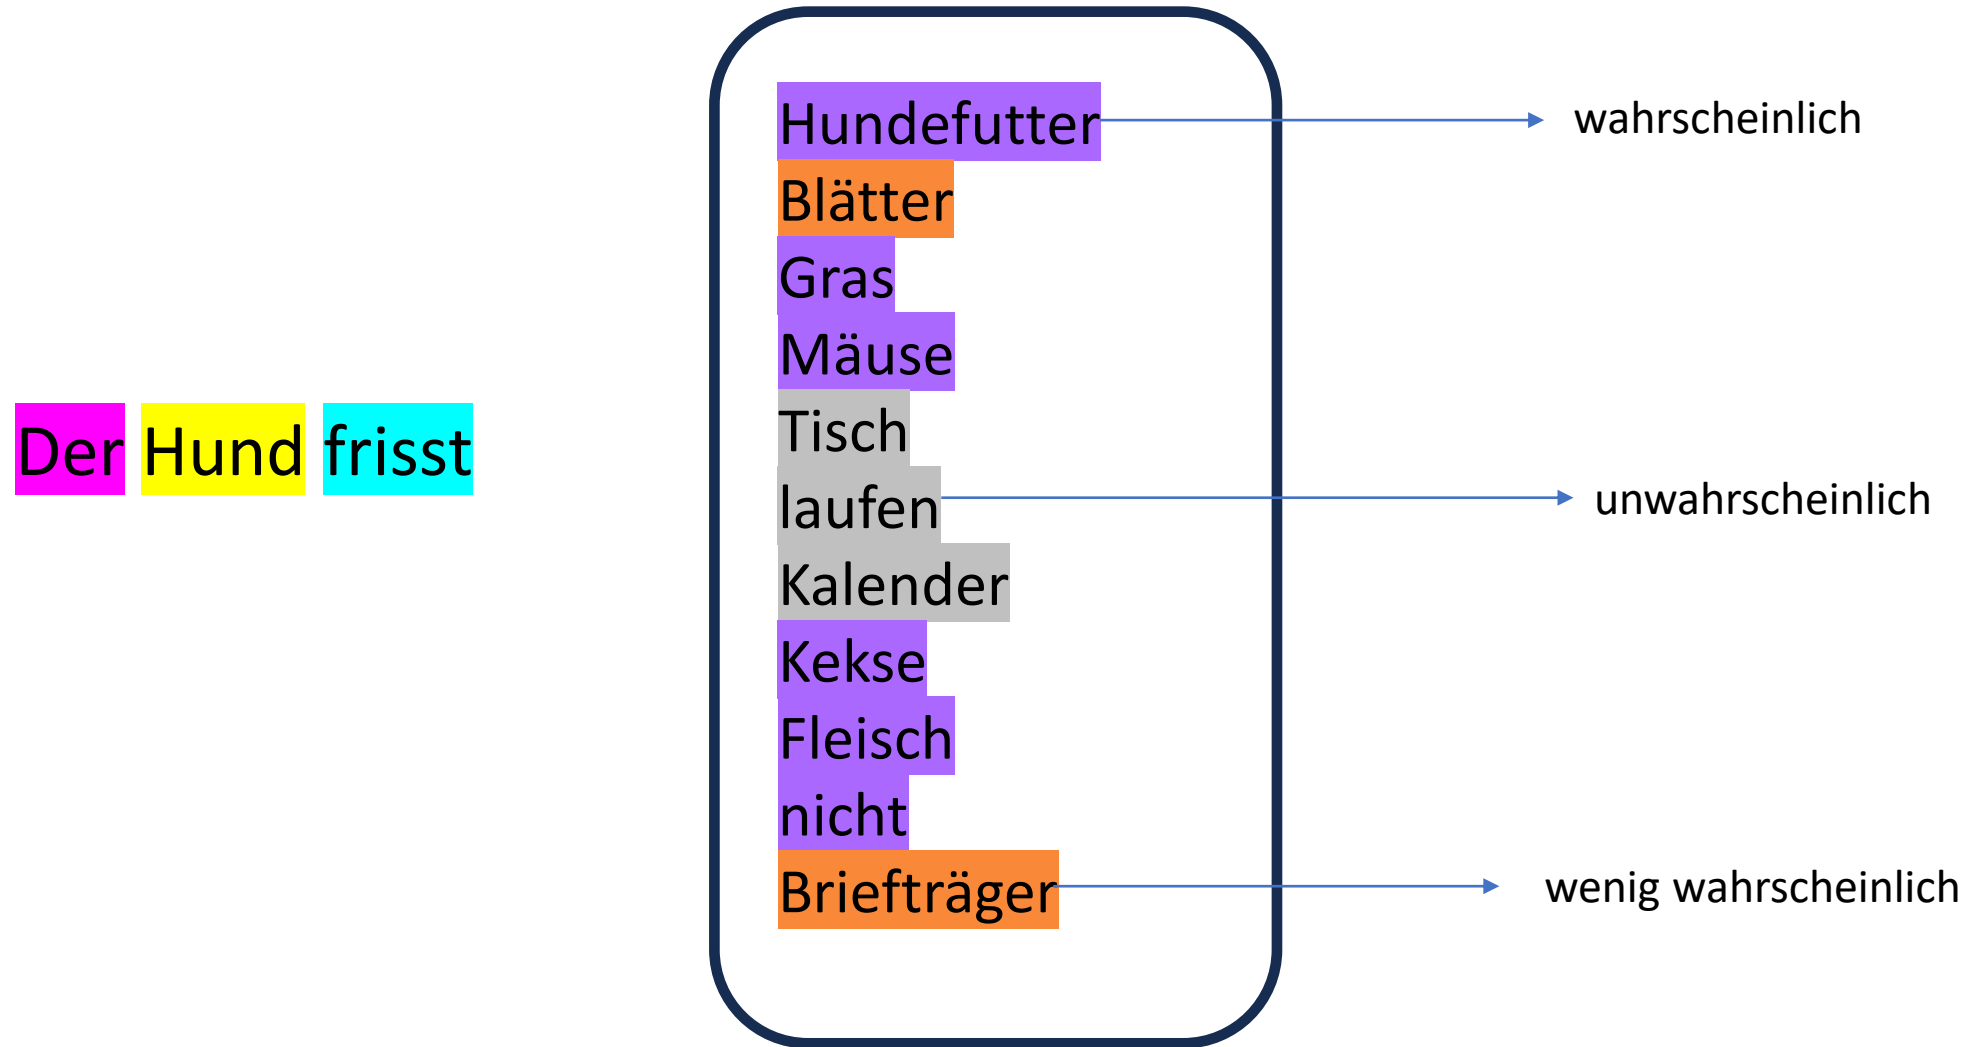 Der Hund frisst
Hundefutter
Blätter
Gras
Mäuse
Tisch
laufen
Kalender
Kekse
Fleisch
nicht
Briefträger
wahrscheinlich
unwahrscheinlich
wenig wahrscheinlich